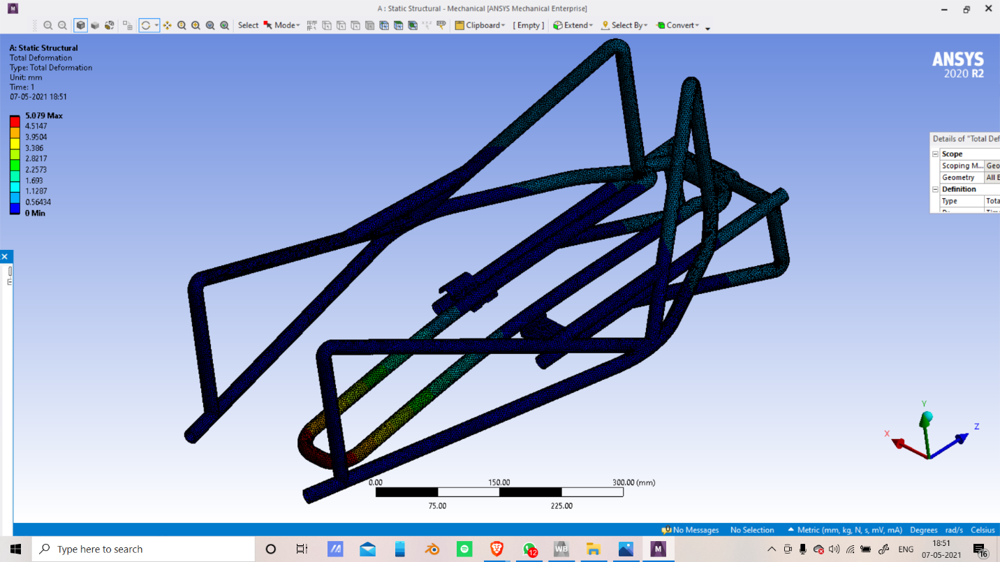 M
A : Static Structural - Mechanical [ANSYS Mechanical Enterprise]
Select Mode Clipboard [ Empty ] Extend Select By Convert
A: Static Structural
Total Deformation
Type: Total Deformation
Unit: mm
Time: 1
07-05-2021 18:51
5.079 Max
4.5147
3.9504
3.386
2.8217
2.2573
1.693
1.1287
0.56434
0 Min
ANSYS
2020 R2
Details of "Total Def
Scope
Scoping M... Geo
Geometry All B
Definition
Type Tota
Y
X
Z
0.00 150.00 300.00 (mm)
75.00 225.00
0 No Messages No Selection Metric (mm, kg, N, s, mV, mA) Degrees rad/s Celsius
Type here to search
12
WB
M
ENG
18:51
07-05-2021
16